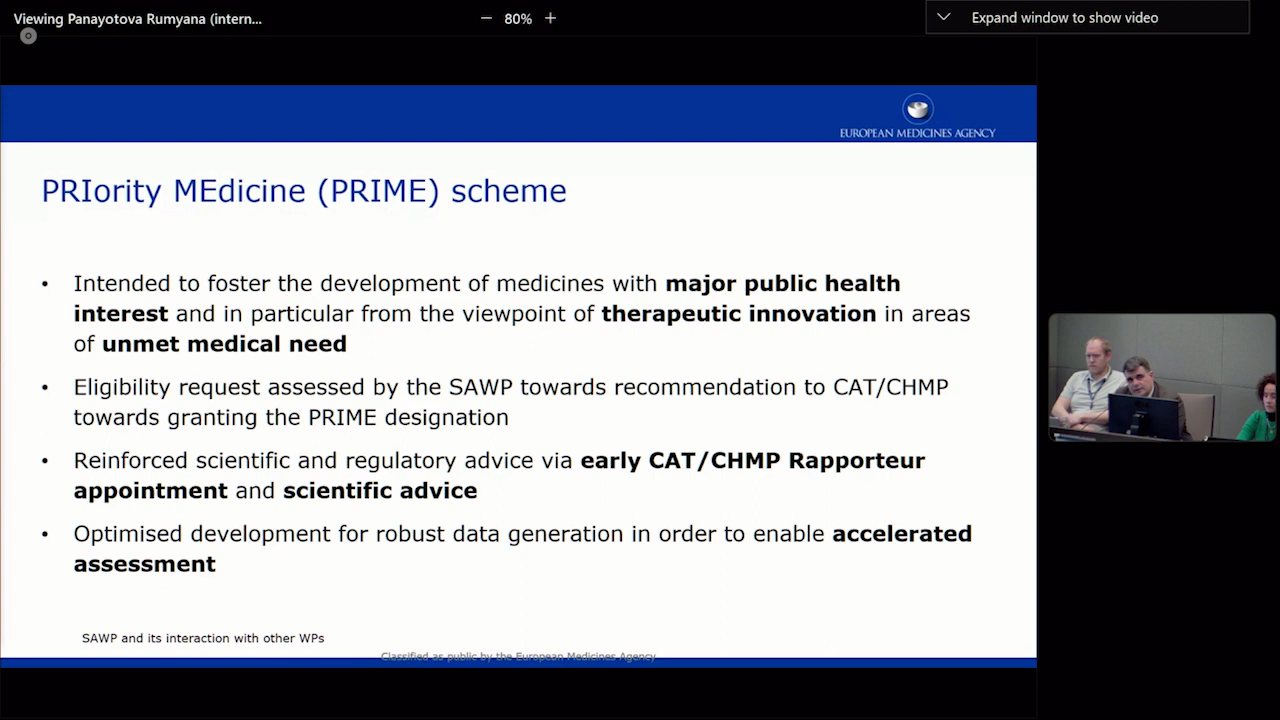 Viewing Panayotova Rumyana (intern...
− 80% +
Expand window to show video
EUROPEAN MEDICINES AGENCY
PRIority MEdicine (PRIME) scheme
• Intended to foster the development of medicines with major public health
interest and in particular from the viewpoint of therapeutic innovation in areas
of unmet medical need
• Eligibility request assessed by the SAWP towards recommendation to CAT/CHMP
towards granting the PRIME designation
• Reinforced scientific and regulatory advice via early CAT/CHMP Rapporteur
appointment and scientific advice
• Optimised development for robust data generation in order to enable accelerated
assessment
SAWP and its interaction with other WPs
Classified as public by the European Medicines Agency